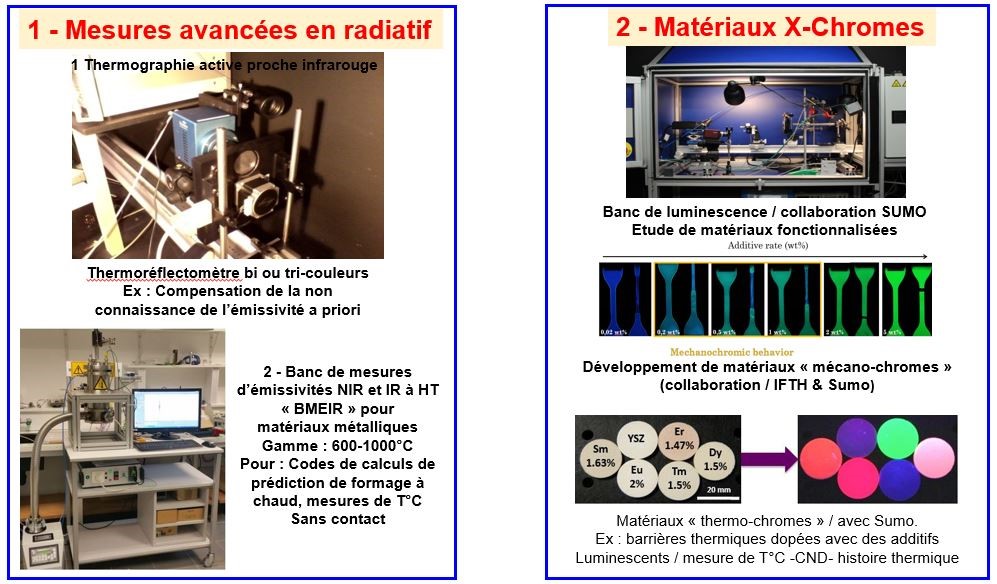 1 - Mesures avancées en radiatif
1 Thermographie active proche infrarouge
Thermoréflectomètre bi ou tri-couleurs
Ex : Compensation de la non
connaissance de l'émissivité a priori
2 - Banc de mesures
d'émissivités NIR et IR à HT
« BMEIR » pour
matériaux métalliques
Gamme : 600-1000°C
Pour : Codes de calculs de
prédiction de formage à
chaud, mesures de T°C
Sans contact
2 - Matériaux X-Chromes
Banc de luminescence / collaboration SUMO
Etude de matériaux fonctionnalisées
Additive rate (wt%)
0,02 wt%
0,2 wt%
0,5 wt%
1 wt%
2 wt%
5 wt%
Mechanochromic behavior
Développement de matériaux « mécano-chromes »
(collaboration / IFTH & Sumo)
Sm
1.63%
YSZ
Er
1.47%
Dy
1.5%
Eu
2%
Tm
1.5%
20 mm
Matériaux « thermo-chromes » / avec Sumo.
Ex : barrières thermiques dopées avec des additifs
Luminescents / mesure de T°C -CND- histoire thermique